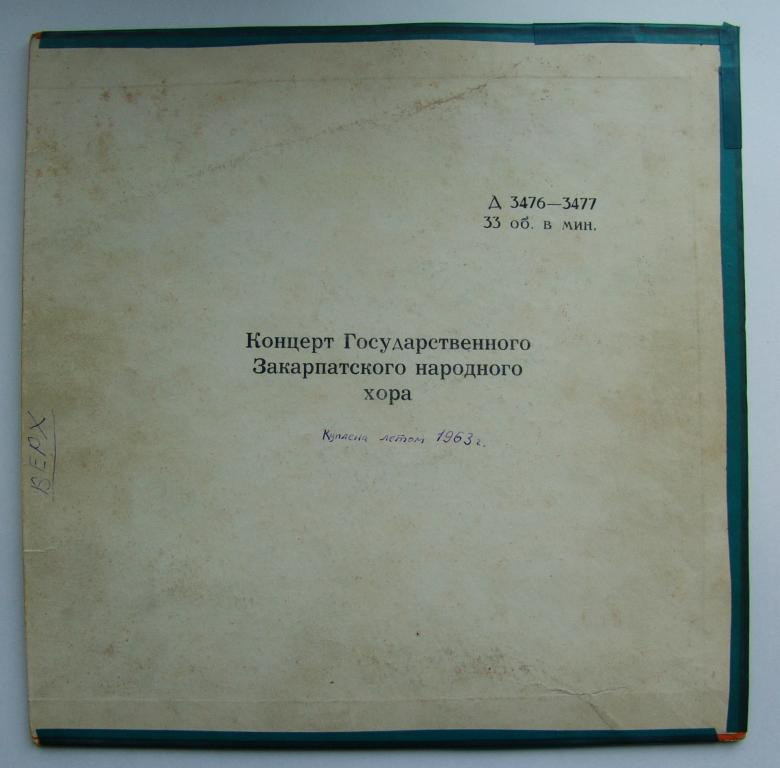 Д 3476—3477
33 об. в мин.
Концерт Государственного
Закарпатского народного
хора
Куплена летом 1963 г.
ВЕРХ